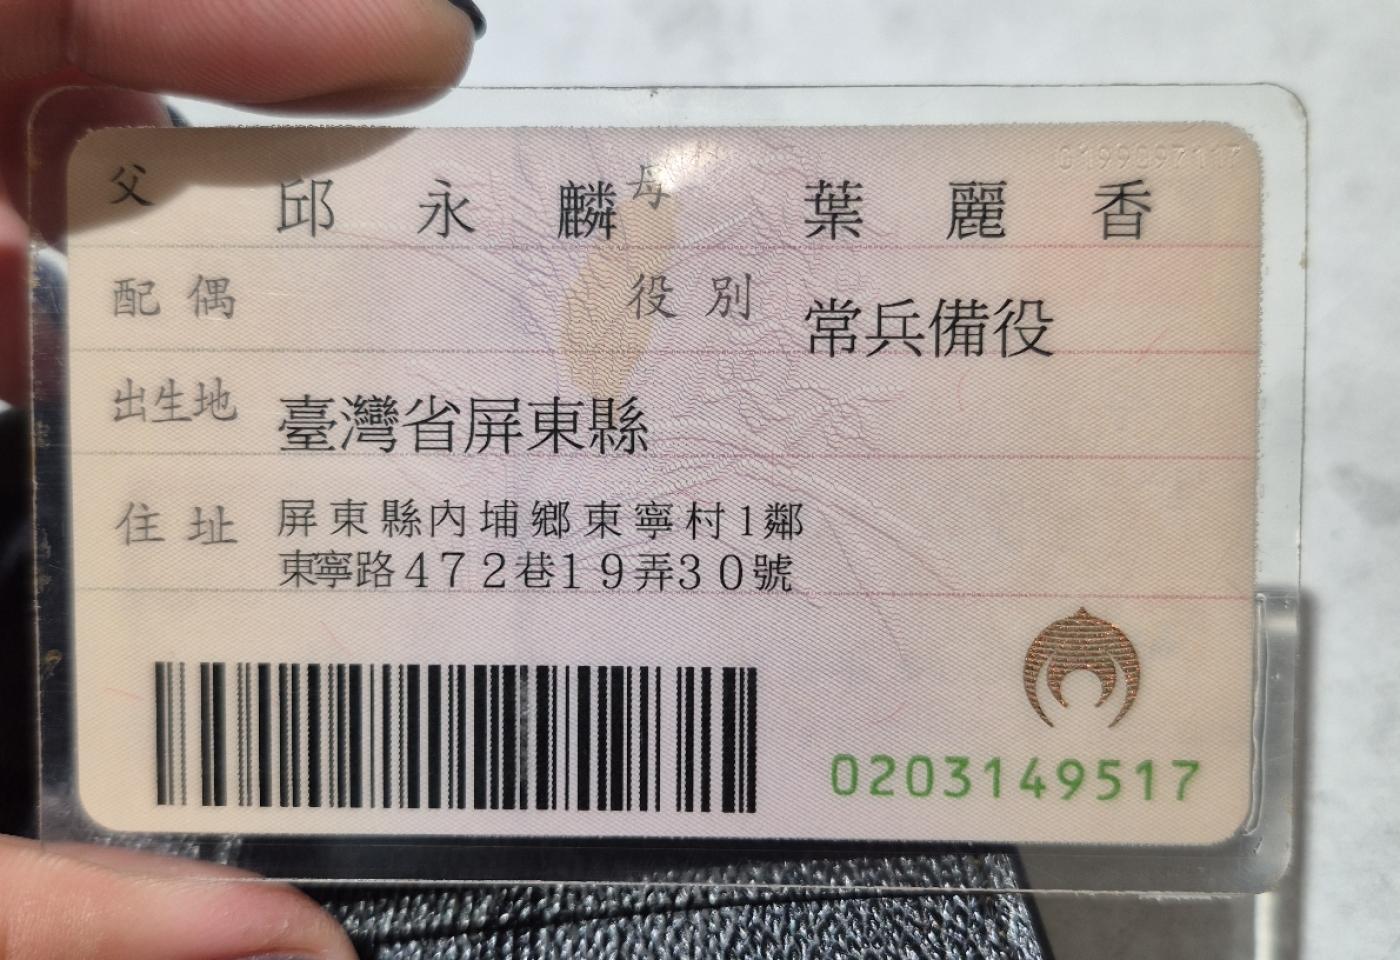 父 邱永麟 母 葉麗香
配偶 役別 常兵備役
出生地 臺灣省屏東縣
住址 屏東縣內埔鄉東寧村1鄰
東寧路472巷19弄30號
0203149517